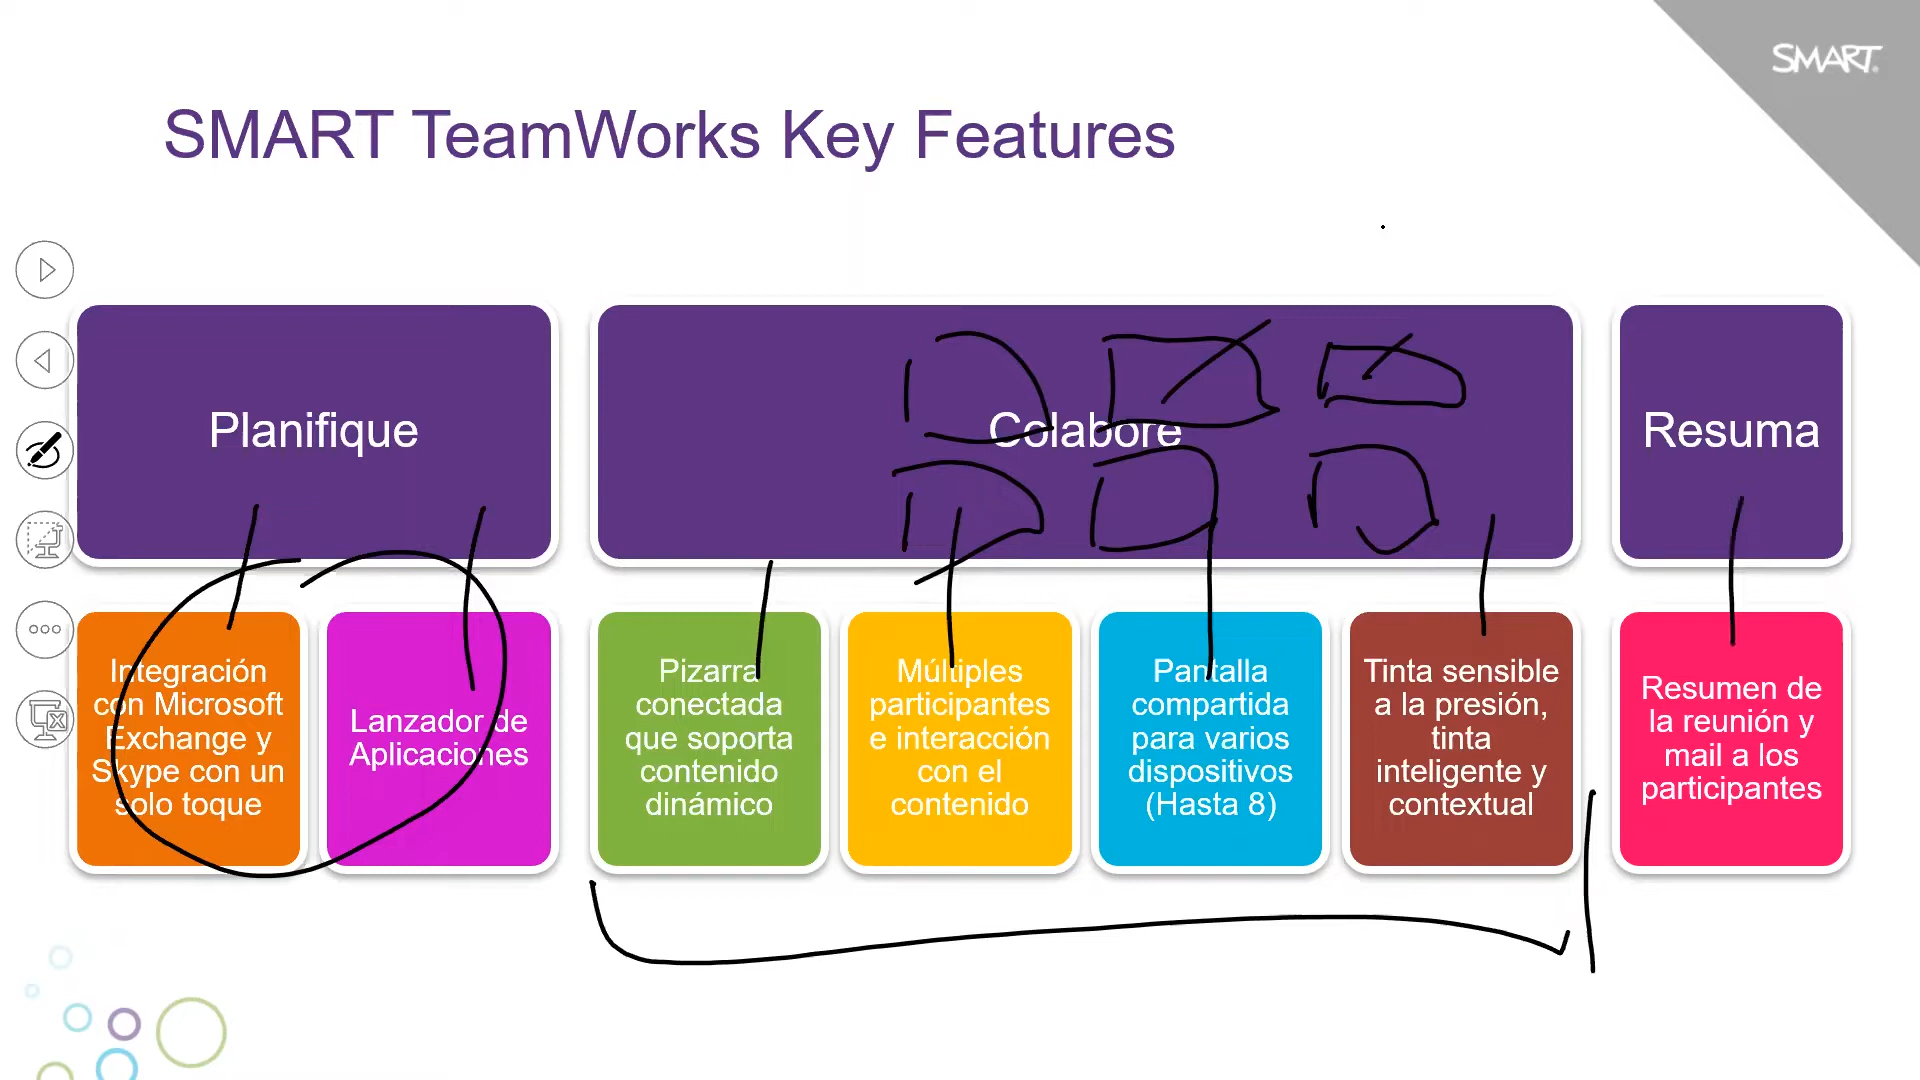 SMART
SMART TeamWorks Key Features
Planifique
Colabore
Resuma
Integración
con Microsoft
Exchange y
Skype con un
solo toque
Lanzador de
Aplicaciones
Pizarra
conectada
que soporta
contenido
dinámico
Múltiples
participantes
e interacción
con el
contenido
Pantalla
compartida
para varios
dispositivos
(Hasta 8)
Tinta sensible
a la presión,
tinta
inteligente y
contextual
Resumen de
la reunión y
mail a los
participantes